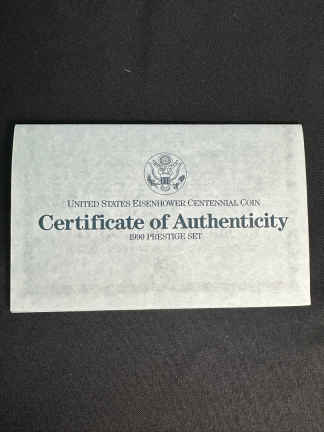 UNITED STATES EISENHOWER CENTENNIAL COIN
Certificate of Authenticity
1990 PRESTIGE SET